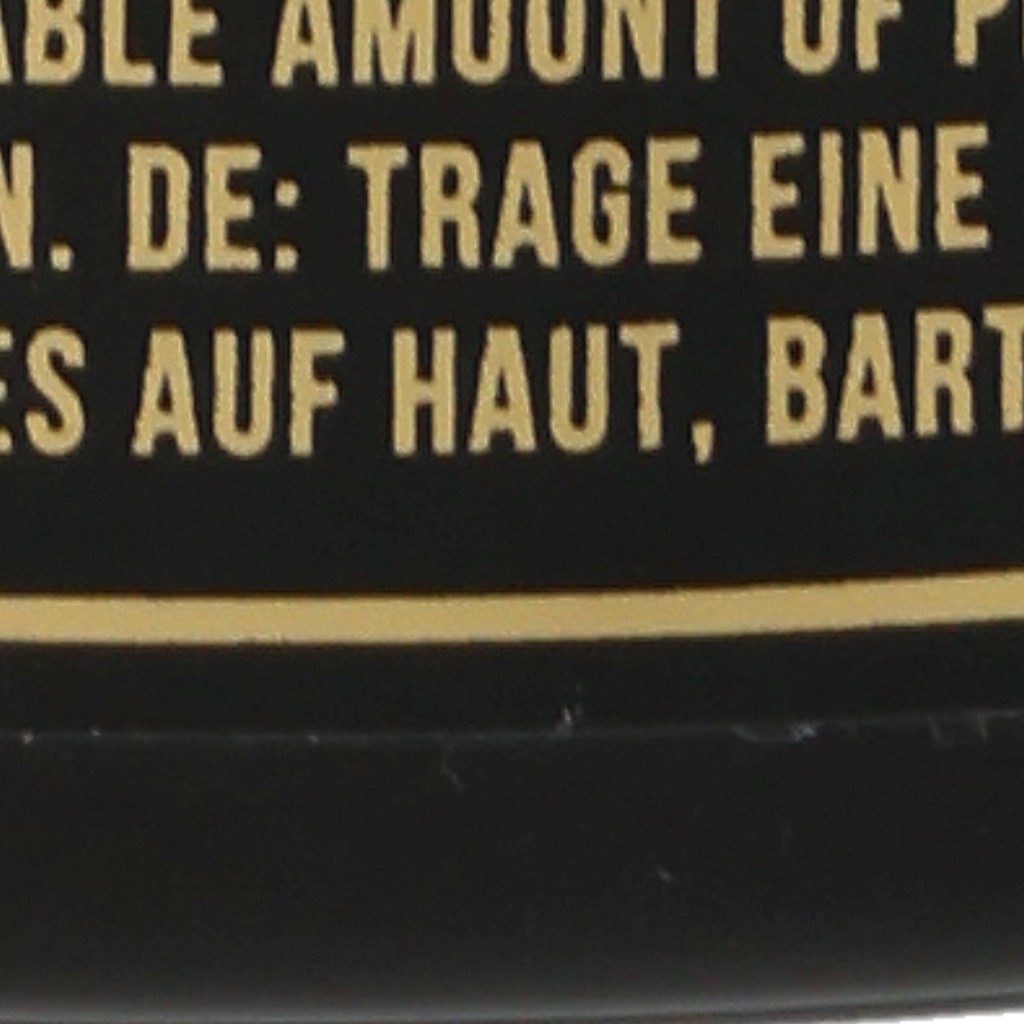 ABLE AMOUNT OF P
N. DE: TRAGE EINE
ES AUF HAUT, BART